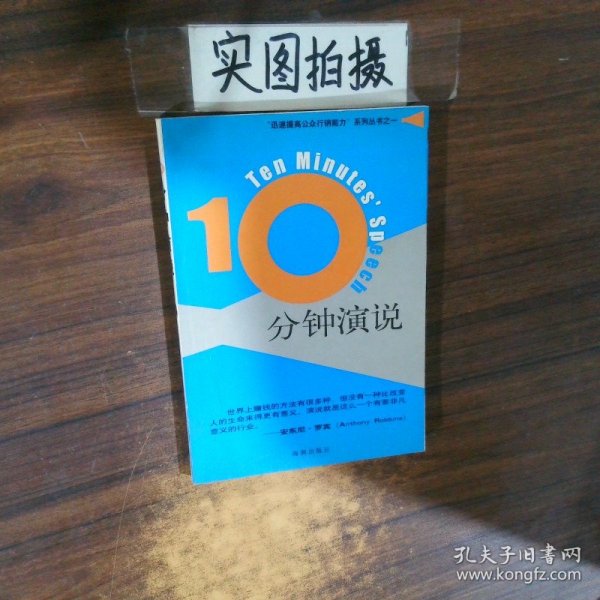 实图拍摄
"迅速提高公众行销能力"系列丛书之一
Ten Minutes' Speech
10
分钟演说
世界上赚钱的方法有很多种，但没有一种比改变
人的生命来得更有意义，演说就是这么一个有着非凡
意义的行业。
——安东尼·罗宾（Anthony Robbins）
海潮出版社
孔夫子旧书网
www.kongfz.com